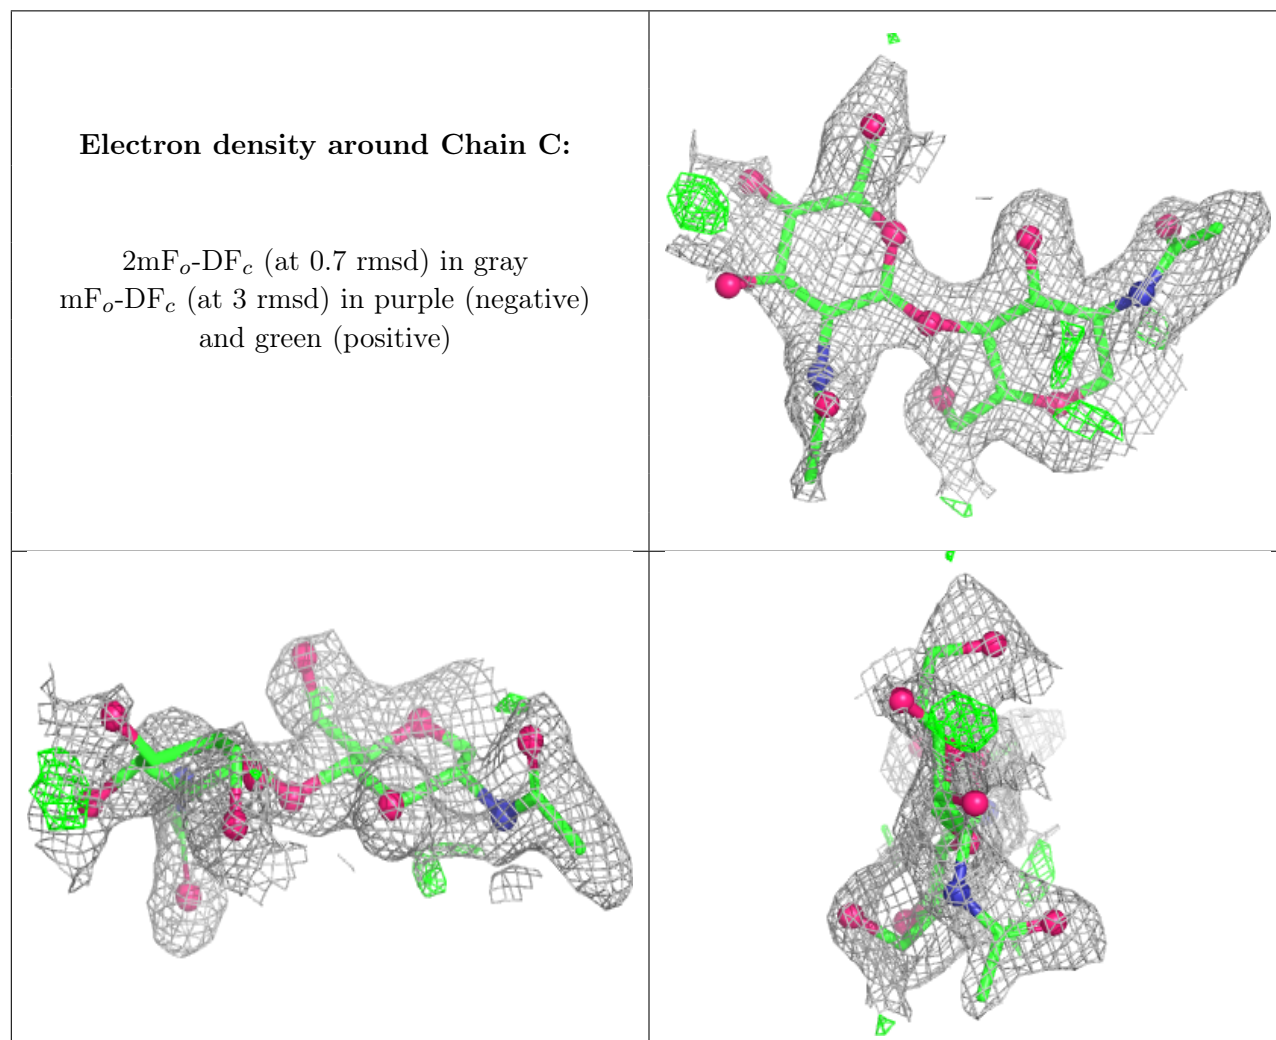 Electron density around Chain C:
2mFo-DFc (at 0.7 rmsd) in gray
mFo-DFc (at 3 rmsd) in purple (negative)
and green (positive)